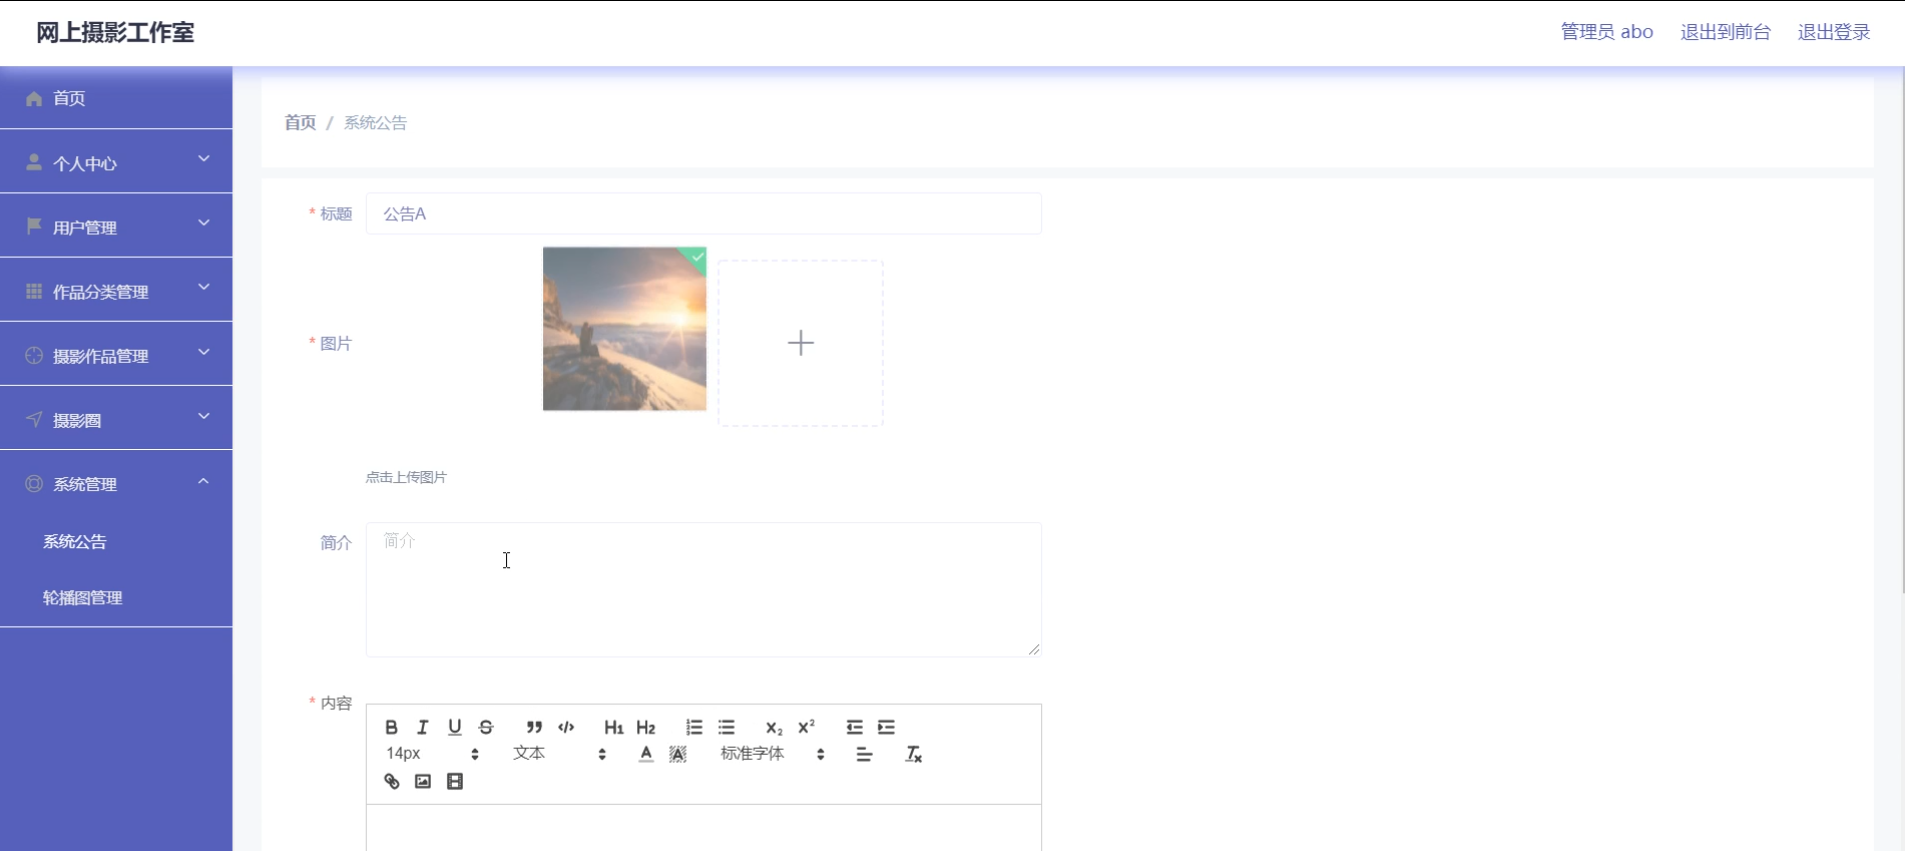 网上摄影工作室
管理员 abo 退出到前台 退出登录
首页
个人中心
用户管理
作品分类管理
摄影作品管理
摄影圈
系统管理
系统公告
轮播图管理
首页 / 系统公告
* 标题 公告A
* 图片
点击上传图片
简介 简介
* 内容
B I U S H1 H2 X2 X2
14px 文本 A A 标准字体 Tx